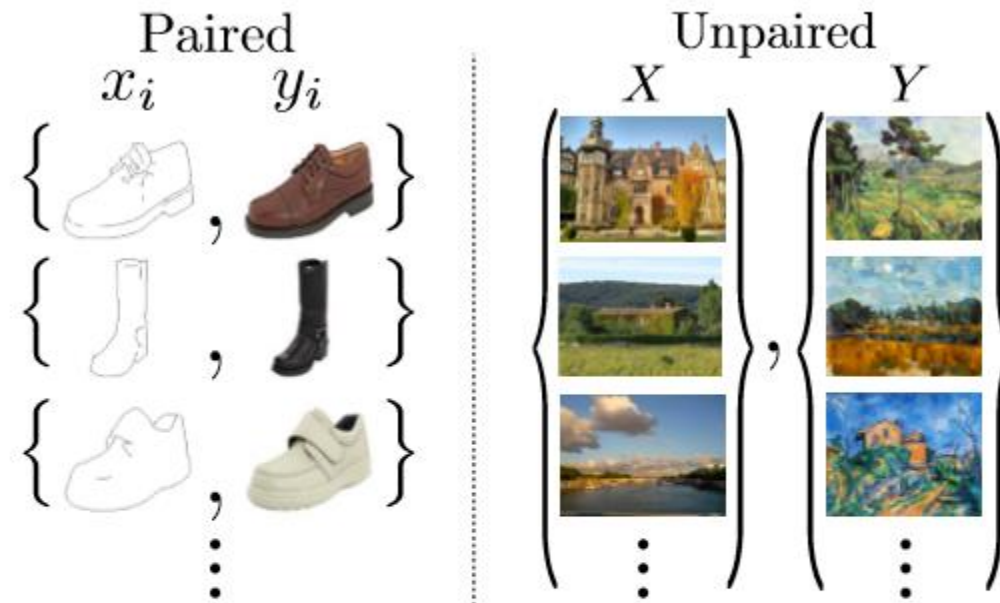 Paired
x_i y_i
{ , }
{ , }
{ , }
⋮
Unpaired
X Y
{ ⋮ } , { ⋮ }